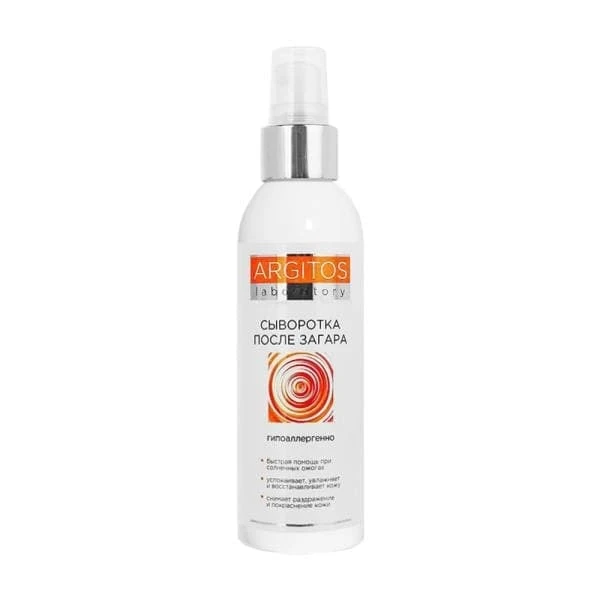 ARGITOS
laboratory
СЫВОРОТКА
ПОСЛЕ ЗАГАРА
гипоаллергенно
• быстрая помощь при
солнечных ожогах
• успокаивает, увлажняет
и восстанавливает кожу
• снимает раздражение
и покраснение кожи